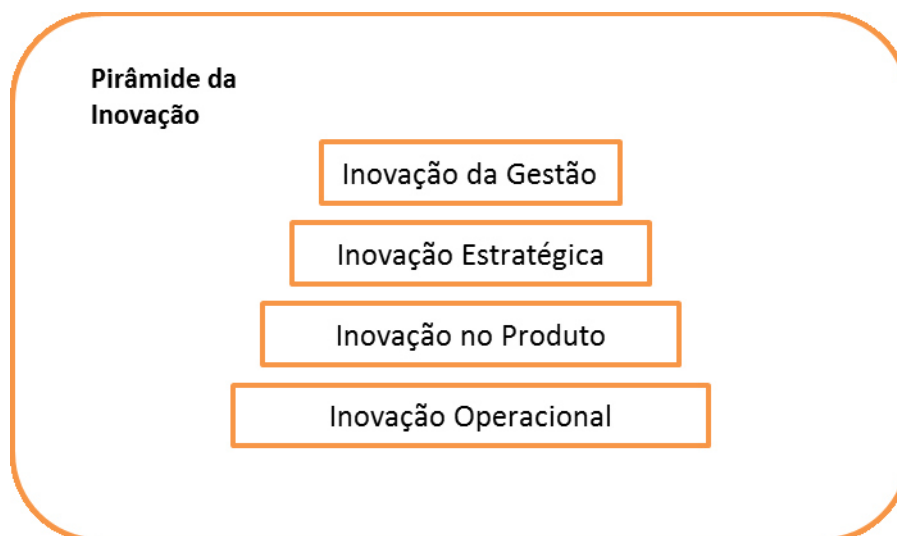 Pirâmide da
Inovação
Inovação da Gestão
Inovação Estratégica
Inovação no Produto
Inovação Operacional